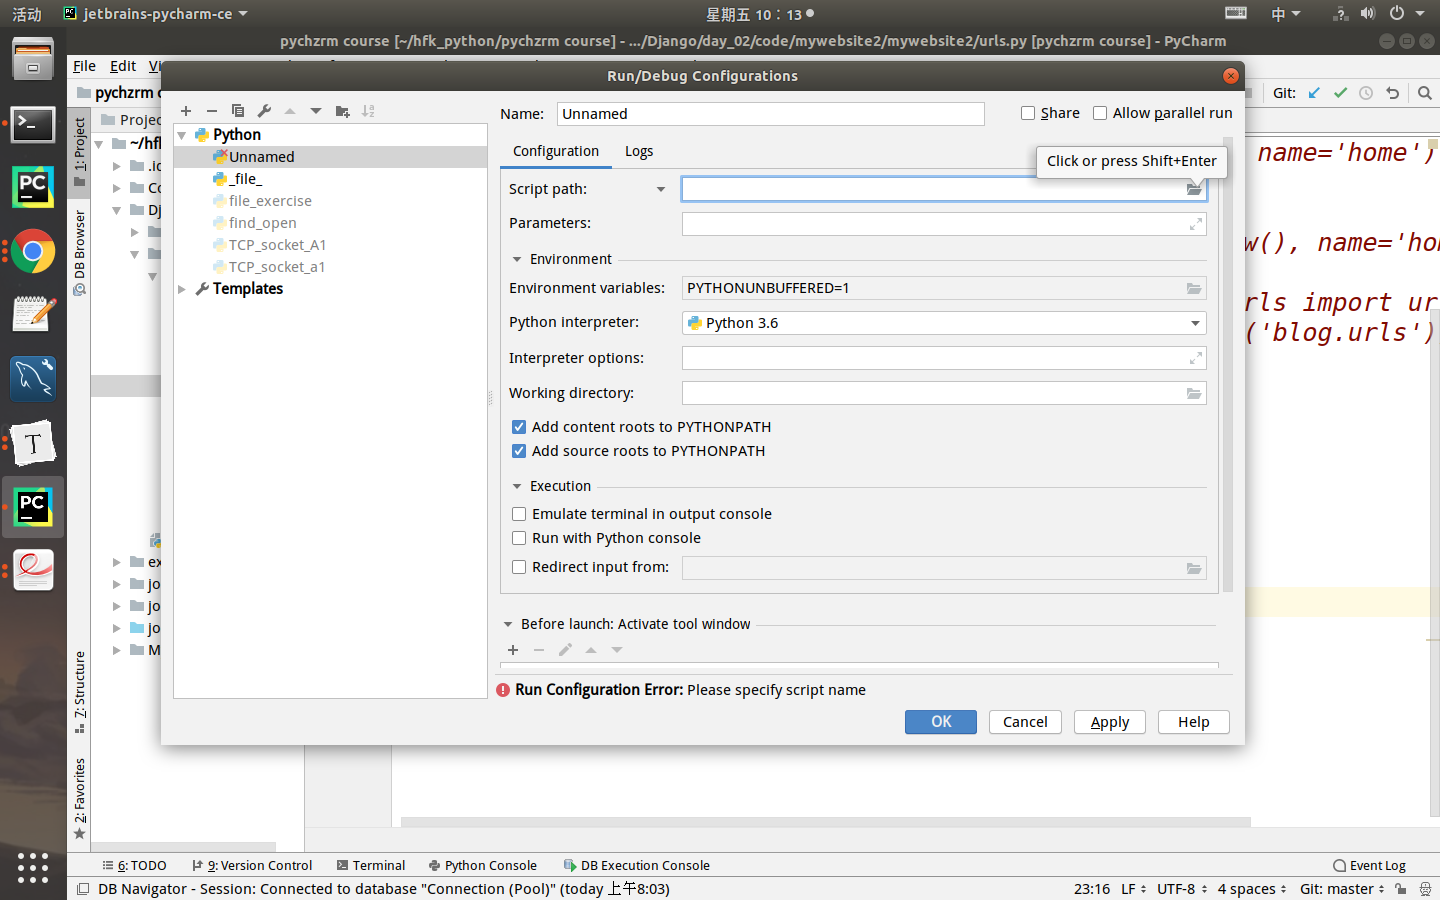 活动
jetbrains-pycharm-ce
星期五 10：13
中
pychzrm course [~/hfk_python/pychzrm course] - .../Django/day_02/code/mywebsite2/mywebsite2/urls.py [pychzrm course] - PyCharm
File Edit
Run/Debug Configurations
pychzrm
Git:
Name: Unnamed
Share
Allow parallel run
1: Project
Python
Unnamed
_file_
file_exercise
find_open
TCP_socket_A1
TCP_socket_a1
Templates
Configuration
Logs
Click or press Shift+Enter
name='home')
Script path:
Parameters:
Environment
Environment variables: PYTHONUNBUFFERED=1
Python interpreter: Python 3.6
Interpreter options:
Working directory:
Add content roots to PYTHONPATH
Add source roots to PYTHONPATH
Execution
Emulate terminal in output console
Run with Python console
Redirect input from:
Before launch: Activate tool window
w(), name='hom
rls import ur
('blog.urls')
DB Browser
7: Structure
2: Favorites
Run Configuration Error: Please specify script name
OK
Cancel
Apply
Help
6: TODO
9: Version Control
Terminal
Python Console
DB Execution Console
Event Log
DB Navigator - Session: Connected to database "Connection (Pool)" (today 上午8:03)
23:16
LF
UTF-8
4 spaces
Git: master